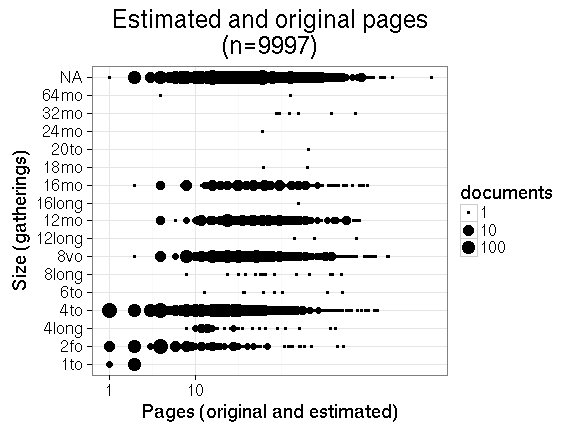 Estimated and original pages
(n=9997)
Size (gatherings)
NA
64mo
32mo
24mo
20to
18mo
16mo
16long
12mo
12long
8vo
8long
6to
4to
4long
2fo
1to
1 10
Pages (original and estimated)
documents
1
10
100